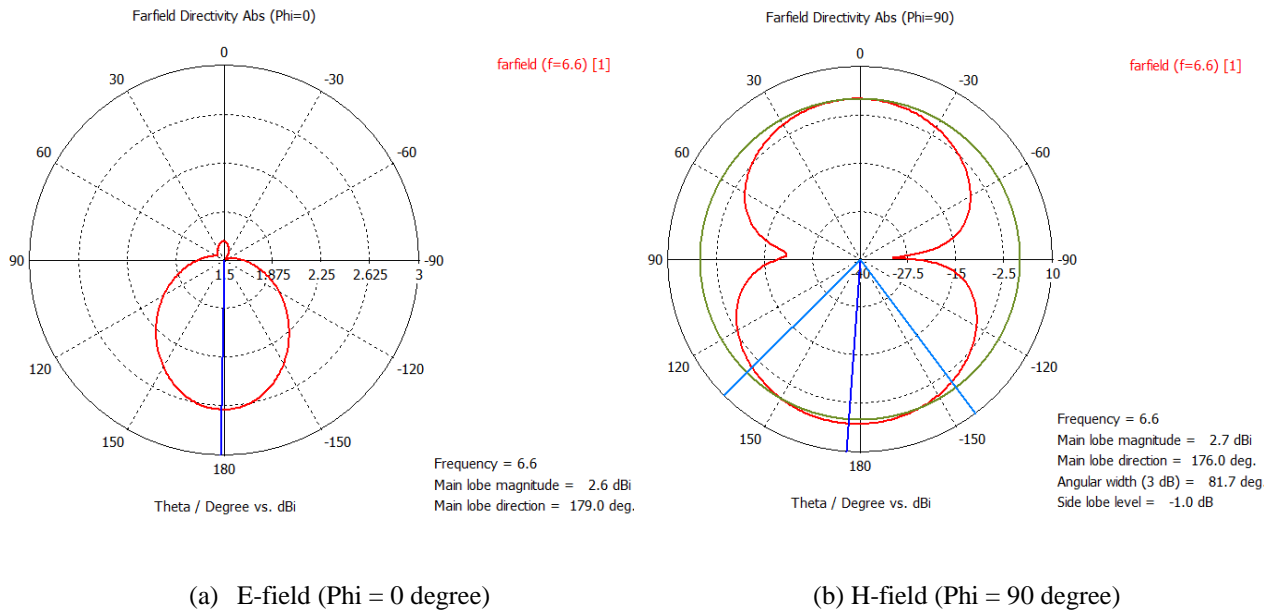 Farfield Directivity Abs (Phi=0)
farfield (f=6.6) [1]
0
30
-30
60
-60
90
1.5 1.875 2.25 2.625 3
-90
120
-120
150
-150
180
Frequency = 6.6
Main lobe magnitude = 2.6 dBi
Main lobe direction = 179.0 deg.
Theta / Degree vs. dBi
(a) E-field (Phi = 0 degree)
Farfield Directivity Abs (Phi=90)
farfield (f=6.6) [1]
0
30
-30
60
-60
90
-40 -27.5 -15 -2.5 10
-90
120
-120
150
-150
180
Frequency = 6.6
Main lobe magnitude = 2.7 dBi
Main lobe direction = 176.0 deg.
Angular width (3 dB) = 81.7 deg.
Side lobe level = -1.0 dB
Theta / Degree vs. dBi
(b) H-field (Phi = 90 degree)